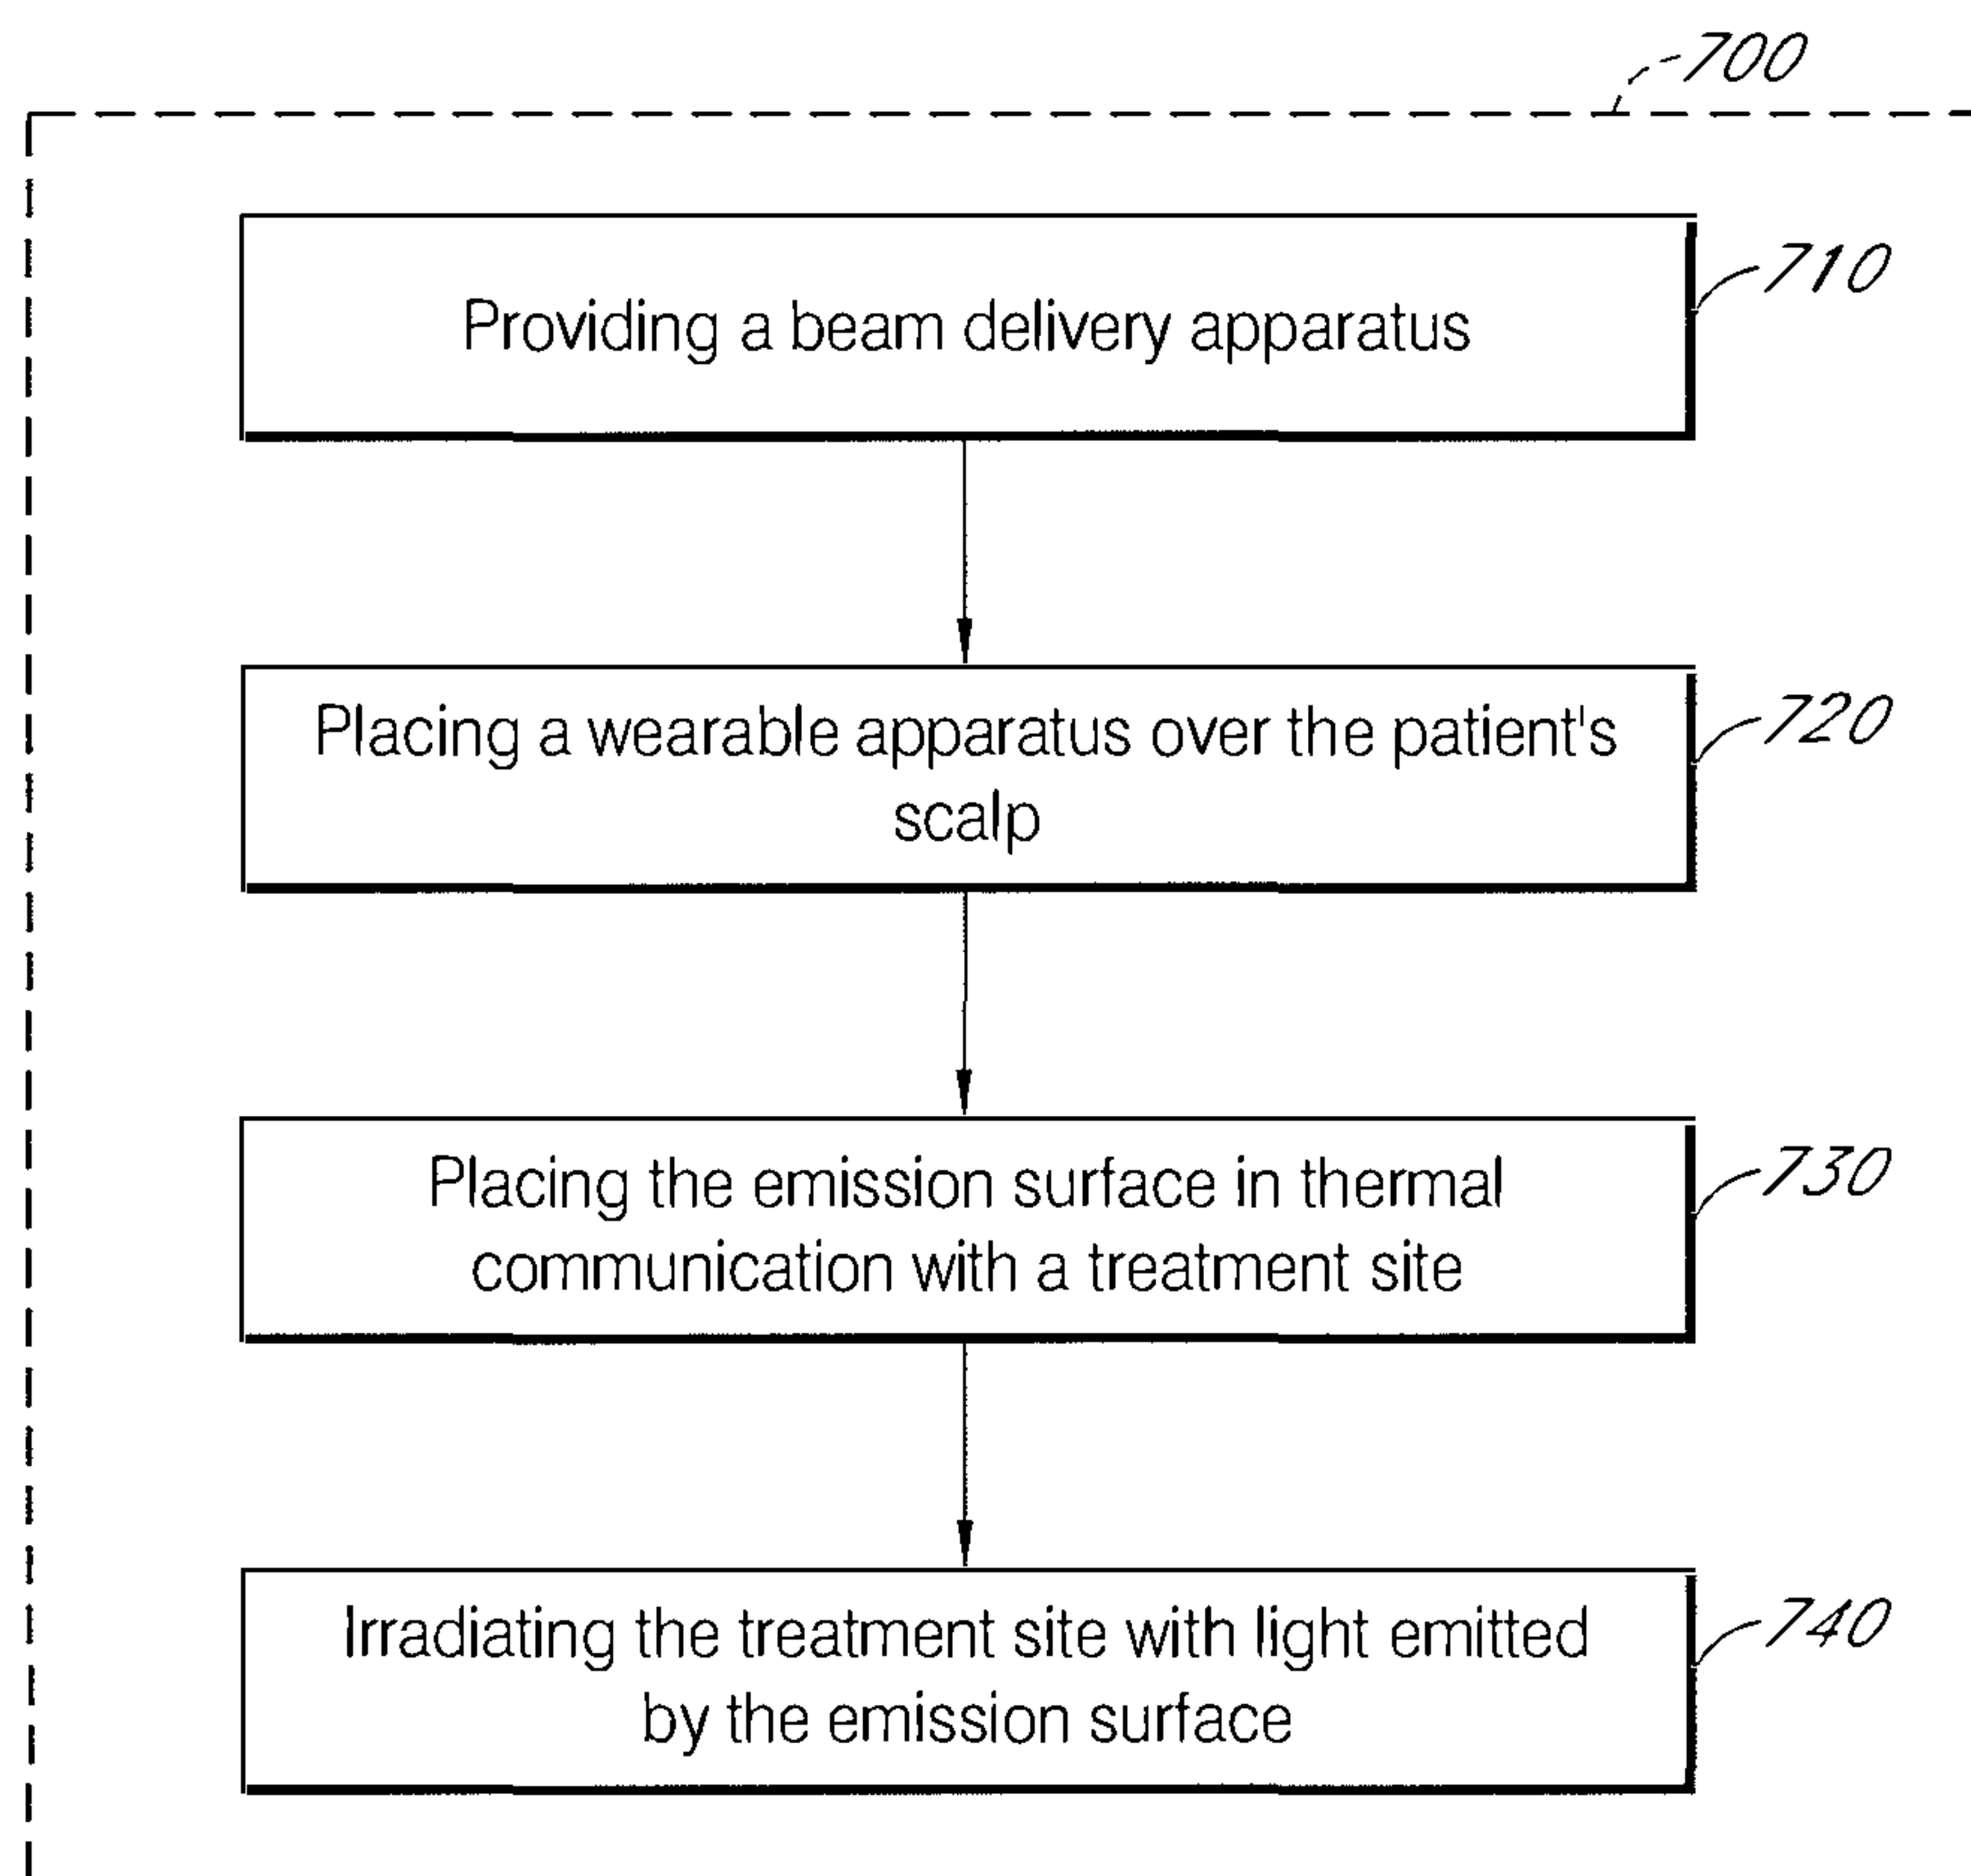 700
710
Providing a beam delivery apparatus
720
Placing a wearable apparatus over the patient's
scalp
730
Placing the emission surface in thermal
communication with a treatment site
740
Irradiating the treatment site with light emitted
by the emission surface